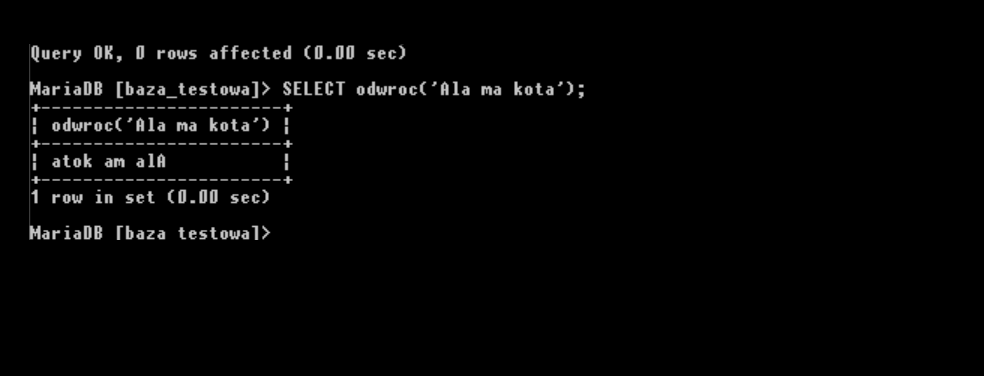 Query OK, 0 rows affected (0.00 sec)
MariaDB [baza_testowa]> SELECT odwroc('Ala ma kota');
+-----------------------+
| odwroc('Ala ma kota') |
+-----------------------+
| atok am alA           |
+-----------------------+
1 row in set (0.00 sec)
MariaDB [baza testowa]>